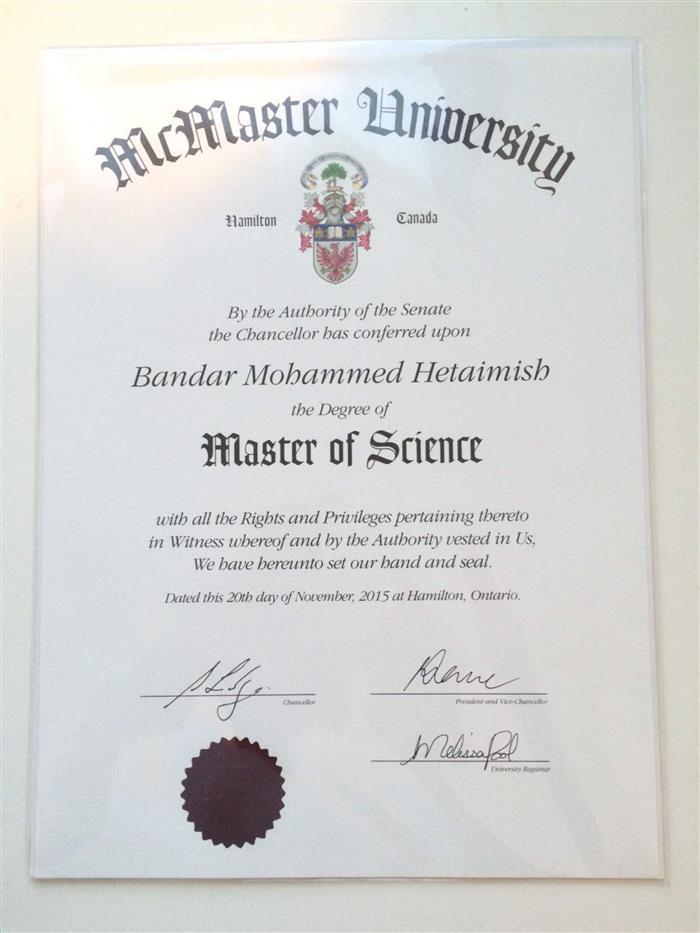 McMaster University
Hamilton Canada
By the Authority of the Senate
the Chancellor has conferred upon
Bandar Mohammed Hetaimish
the Degree of
Master of Science
with all the Rights and Privileges pertaining thereto
in Witness whereof and by the Authority vested in Us,
We have hereunto set our hand and seal.
Dated this 20th day of November, 2015 at Hamilton, Ontario.
Chancellor
President and Vice-Chancellor
Melissa Pool
University Registrar